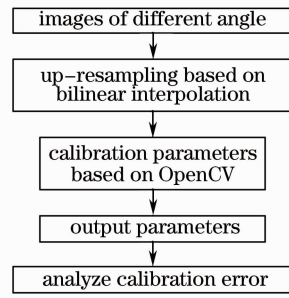 images of different angle
up-resampling based on
bilinear interpolation
calibration parameters
based on OpenCV
output parameters
analyze calibration error